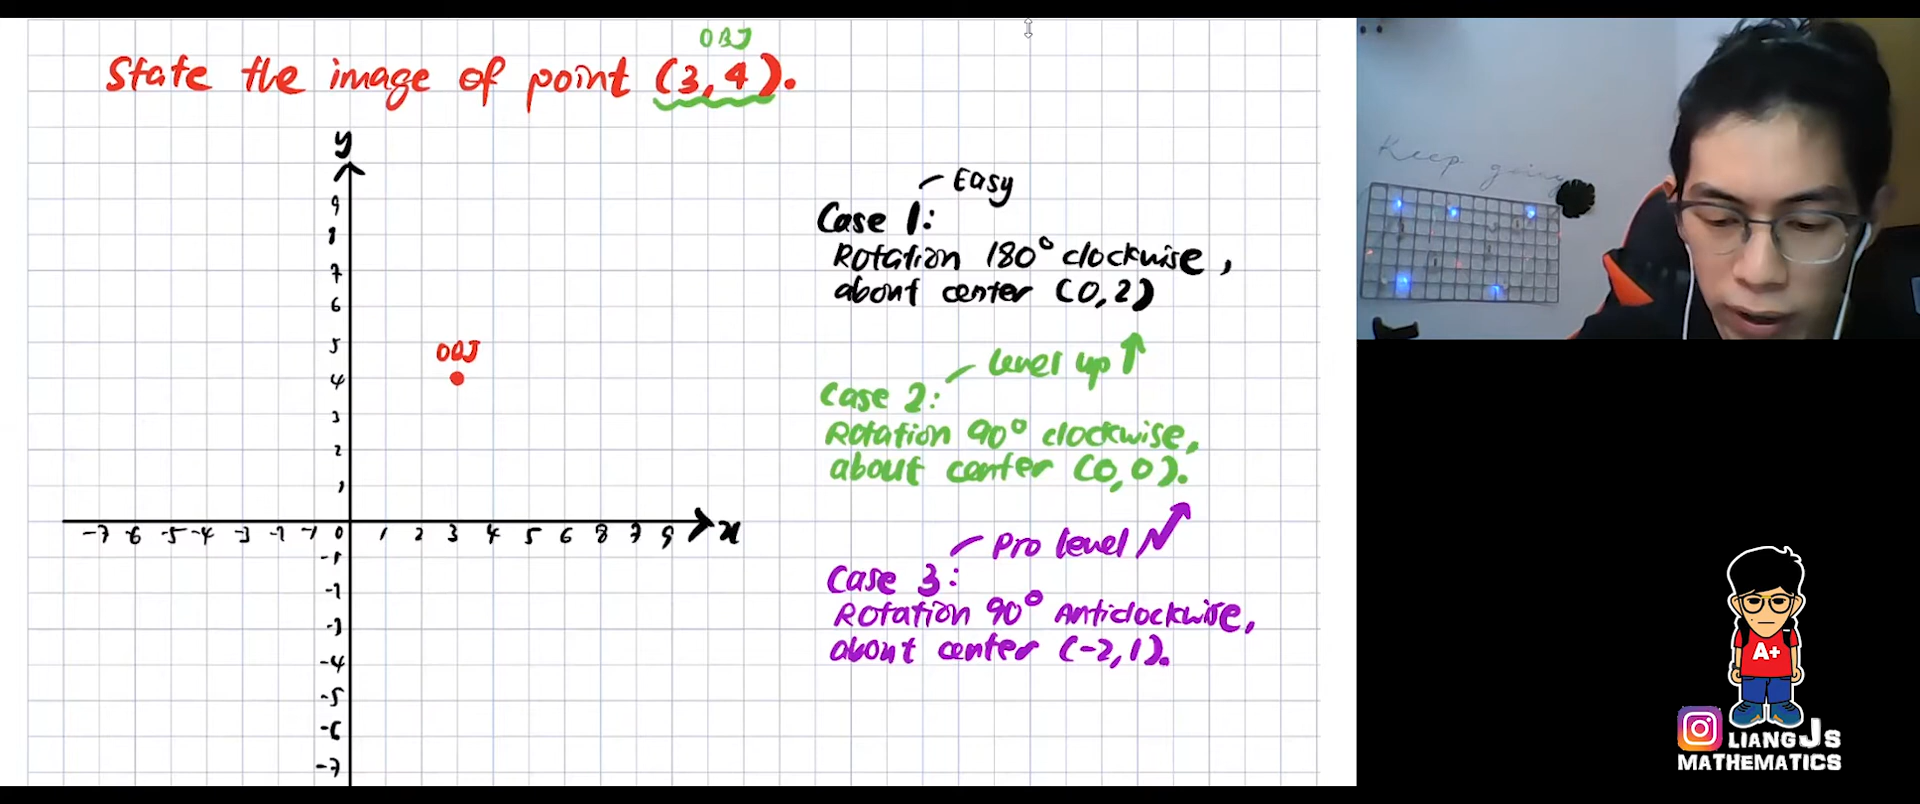 OBJ
State the image of point (3,4).
y
9
8
7
6
5
4
3
2
1
OBJ
-7 -6 -5 -4 -3 -2 -1 0 1 2 3 4 5 6 8 7 9 x
-1
-2
-3
-4
-5
-6
-7
Easy
Case 1:
Rotation 180° clockwise,
about center (0,2)
Level up ↑
Case 2:
Rotation 90° clockwise,
about center (0,0).
Pro level
Case 3:
Rotation 90° Anticlockwise,
about center (-2,1).
Keep going
A+
LIANGJS
MATHEMATICS